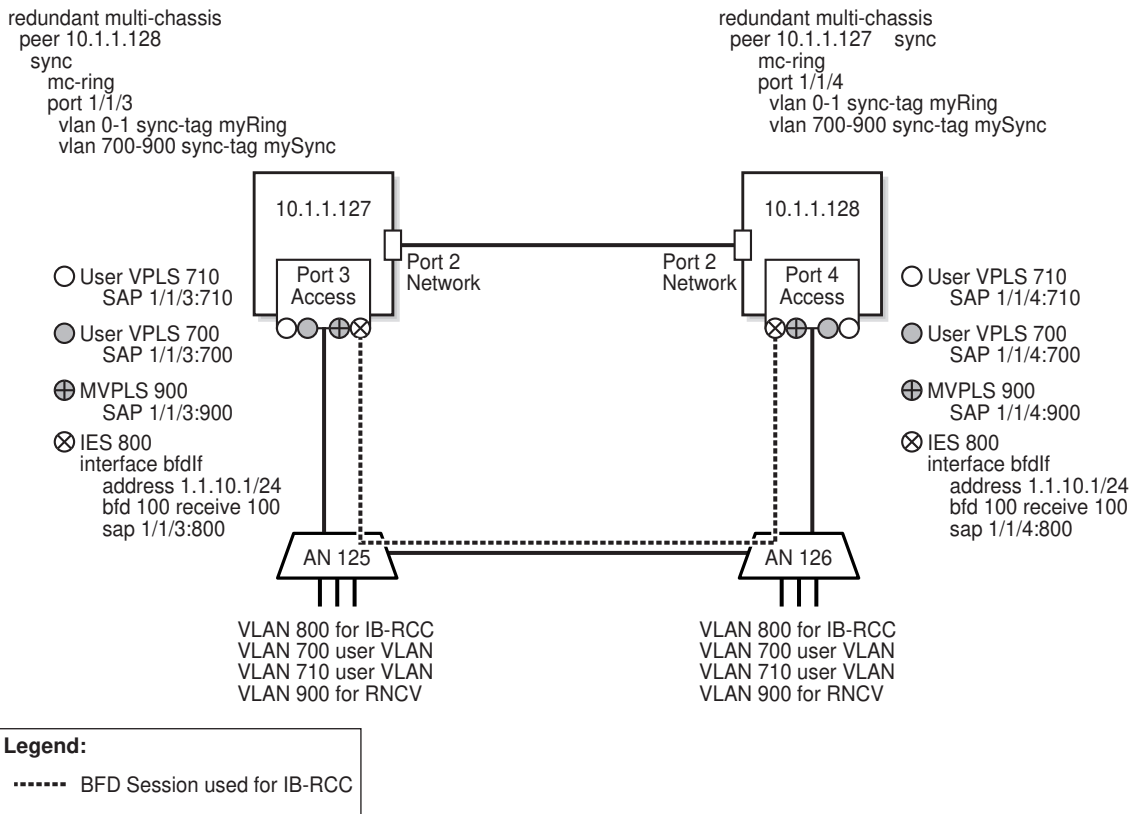 redundant multi-chassis
peer 10.1.1.128
sync
mc-ring
port 1/1/3
vlan 0-1 sync-tag myRing
vlan 700-900 sync-tag mySync
redundant multi-chassis
peer 10.1.1.127 sync
mc-ring
port 1/1/4
vlan 0-1 sync-tag myRing
vlan 700-900 sync-tag mySync
10.1.1.127
Port 3
Access
Port 2
Network
10.1.1.128
Port 4
Access
Port 2
Network
User VPLS 710
SAP 1/1/3:710
User VPLS 700
SAP 1/1/3:700
MVPLS 900
SAP 1/1/3:900
IES 800
interface bfdIf
address 1.1.10.1/24
bfd 100 receive 100
sap 1/1/3:800
User VPLS 710
SAP 1/1/4:710
User VPLS 700
SAP 1/1/4:700
MVPLS 900
SAP 1/1/4:900
IES 800
interface bfdIf
address 1.1.10.1/24
bfd 100 receive 100
sap 1/1/4:800
AN 125
AN 126
VLAN 800 for IB-RCC
VLAN 700 user VLAN
VLAN 710 user VLAN
VLAN 900 for RNCV
VLAN 800 for IB-RCC
VLAN 700 user VLAN
VLAN 710 user VLAN
VLAN 900 for RNCV
Legend:
BFD Session used for IB-RCC